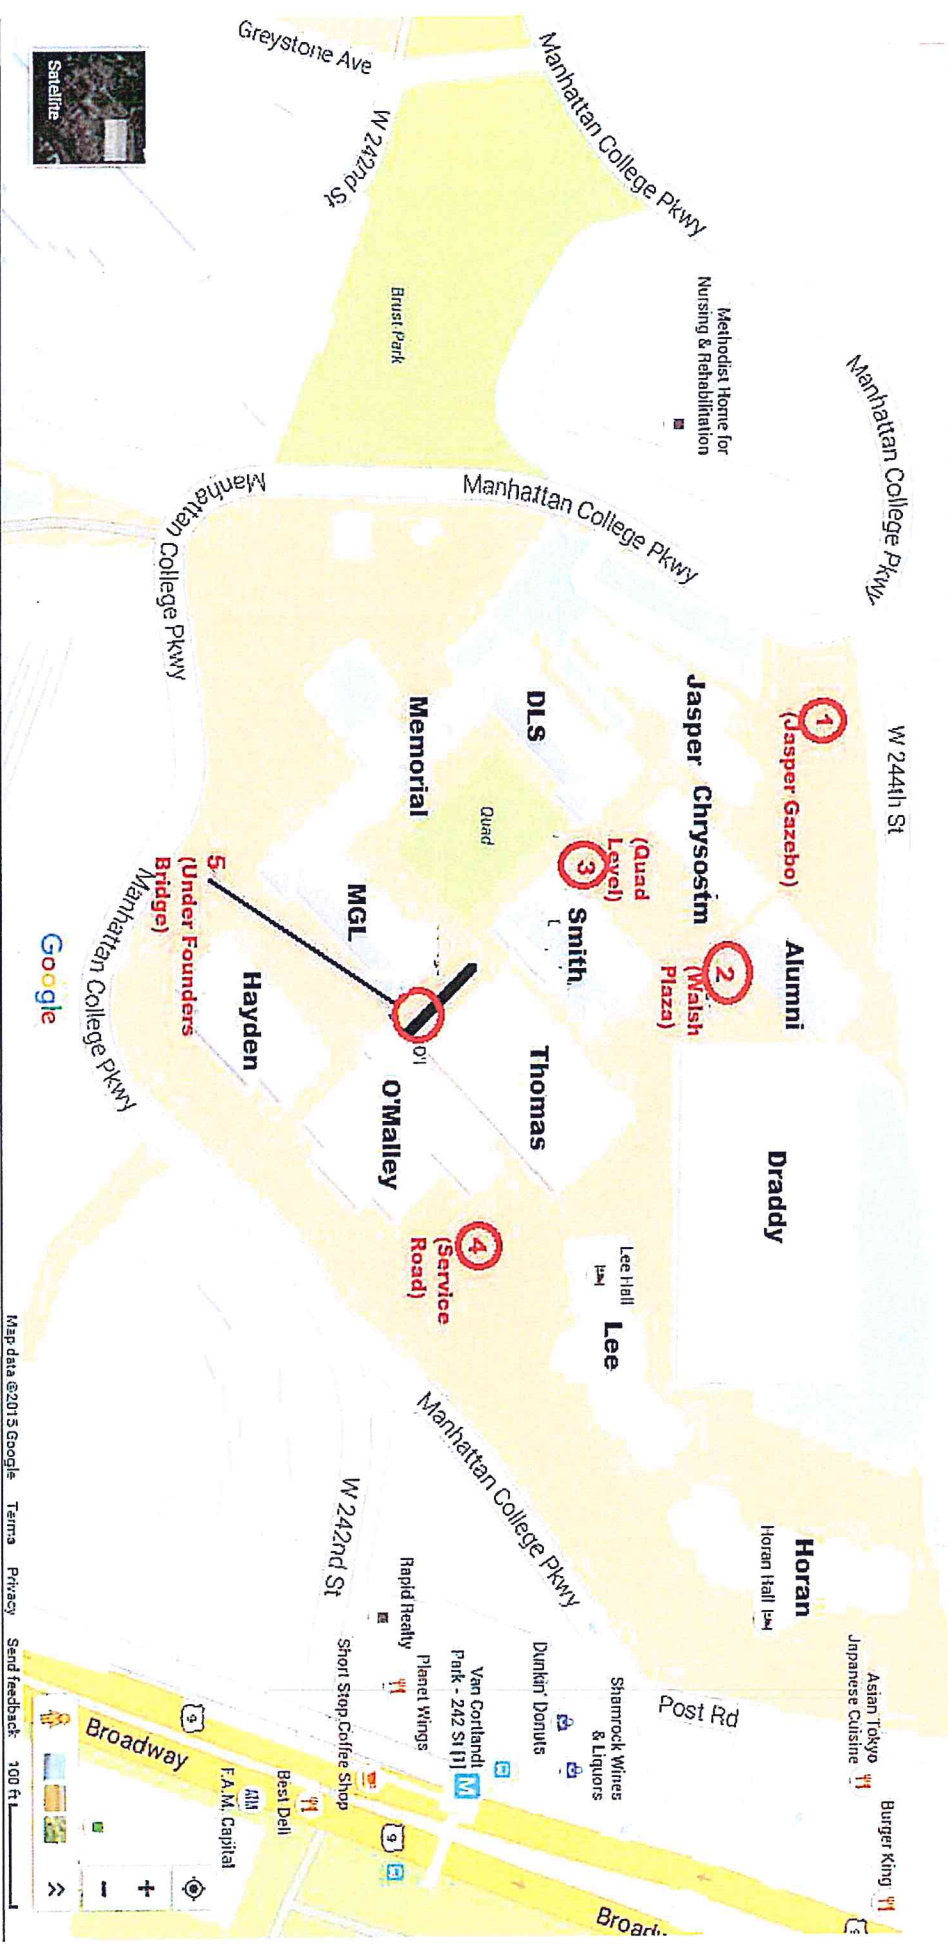 Manhattan College Pkwy
W 244th St
Asian Tokyo
Japanese Cuisine
Burger King
1
(Jasper Gazebo)
Alumni
Draddy
Horan
Horan Hall
Manhattan College Pkwy
Methodist Home for
Nursing & Rehabilitation
Jasper
Chrysostm
2
(Walsh
Plaza)
Post Rd
Broad
(Quad
Level)
3
Smith
Lee Hall
Lee
Shamrock Wines
& Liquors
Manhattan College Pkwy
DLS
Thomas
Dunkin' Donuts
Quad
4
(Service
Road)
Manhattan College Pkwy
Van Cortlandt
Park - 242 St [1]
M
Brust Park
Memorial
O'Malley
Planet Wings
Rapid Realty
9
Greystone Ave
W 242nd St
MGL
W 242nd St
Short Stop Coffee Shop
Best Deli
ATM
F.A.M. Capital
Manhattan College Pkwy
5
(Under Founders
Bridge)
Hayden
9
Broadway
Manhattan College Pkwy
Satellite
Google
Map data ©2015 Google
Terms
Privacy
Send feedback
100 ft